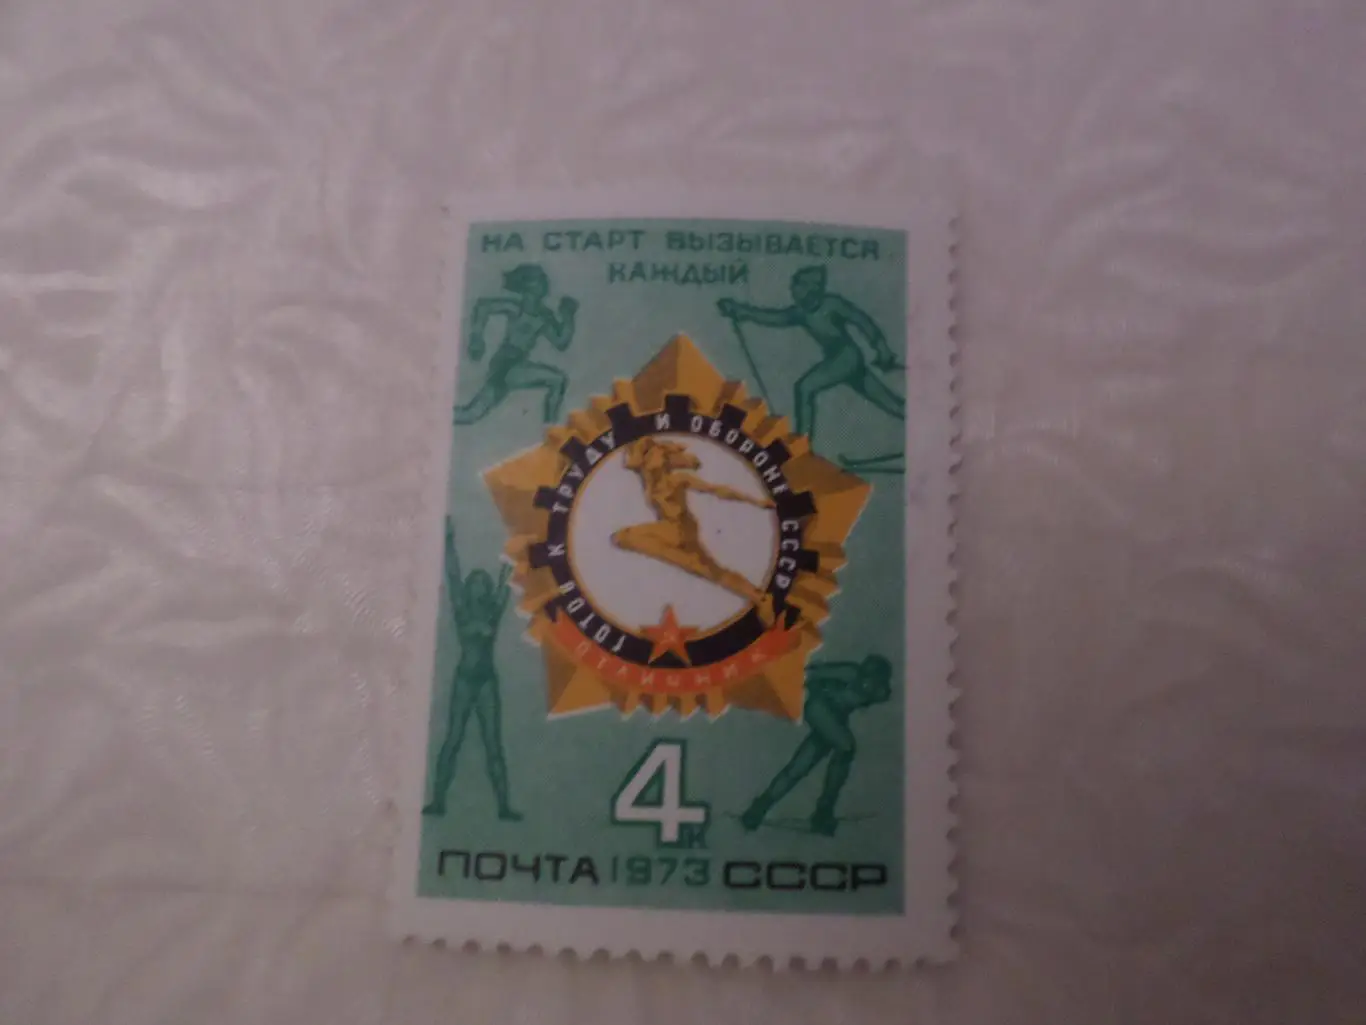 НА СТАРТ ВЫЗЫВАЕТСЯ
КАЖДЫЙ
ГОТОВ К ТРУДУ И ОБОРОНЕ СССР
ОТЛИЧНИК
4к
ПОЧТА 1973 СССР